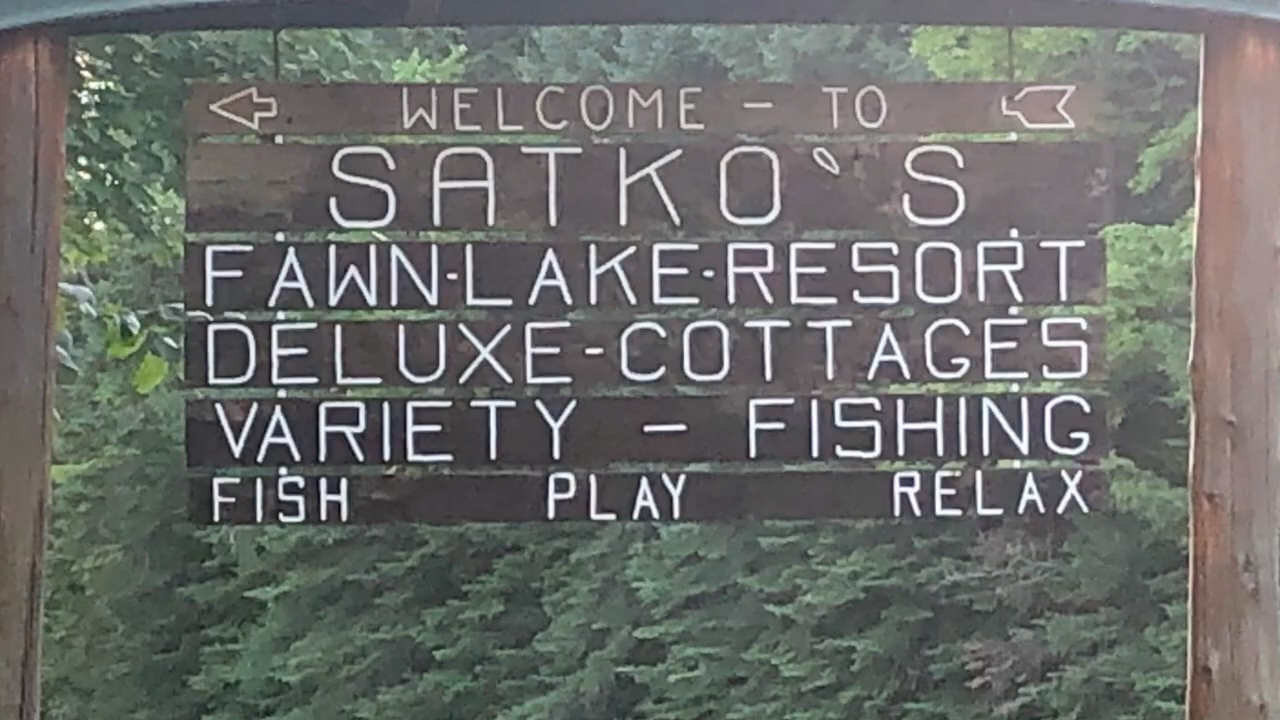 WELCOME - TO
SATKO`S
FAWN-LAKE-RESORT
DELUXE-COTTAGES
VARIETY - FISHING
FISH PLAY RELAX